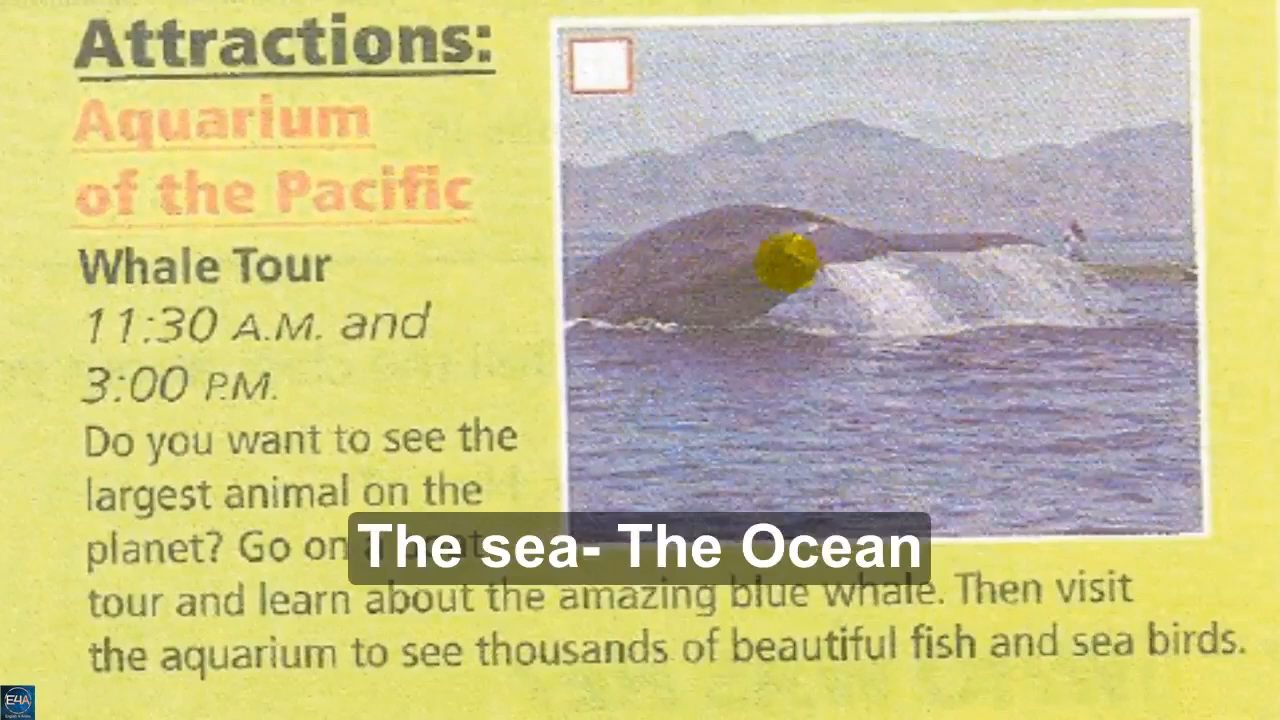 Attractions:
Aquarium
of the Pacific
Whale Tour
11:30 A.M. and
3:00 P.M.
Do you want to see the
largest animal on the
planet? Go on a boat
The sea- The Ocean
tour and learn about the amazing blue whale. Then visit
the aquarium to see thousands of beautiful fish and sea birds.
E4A